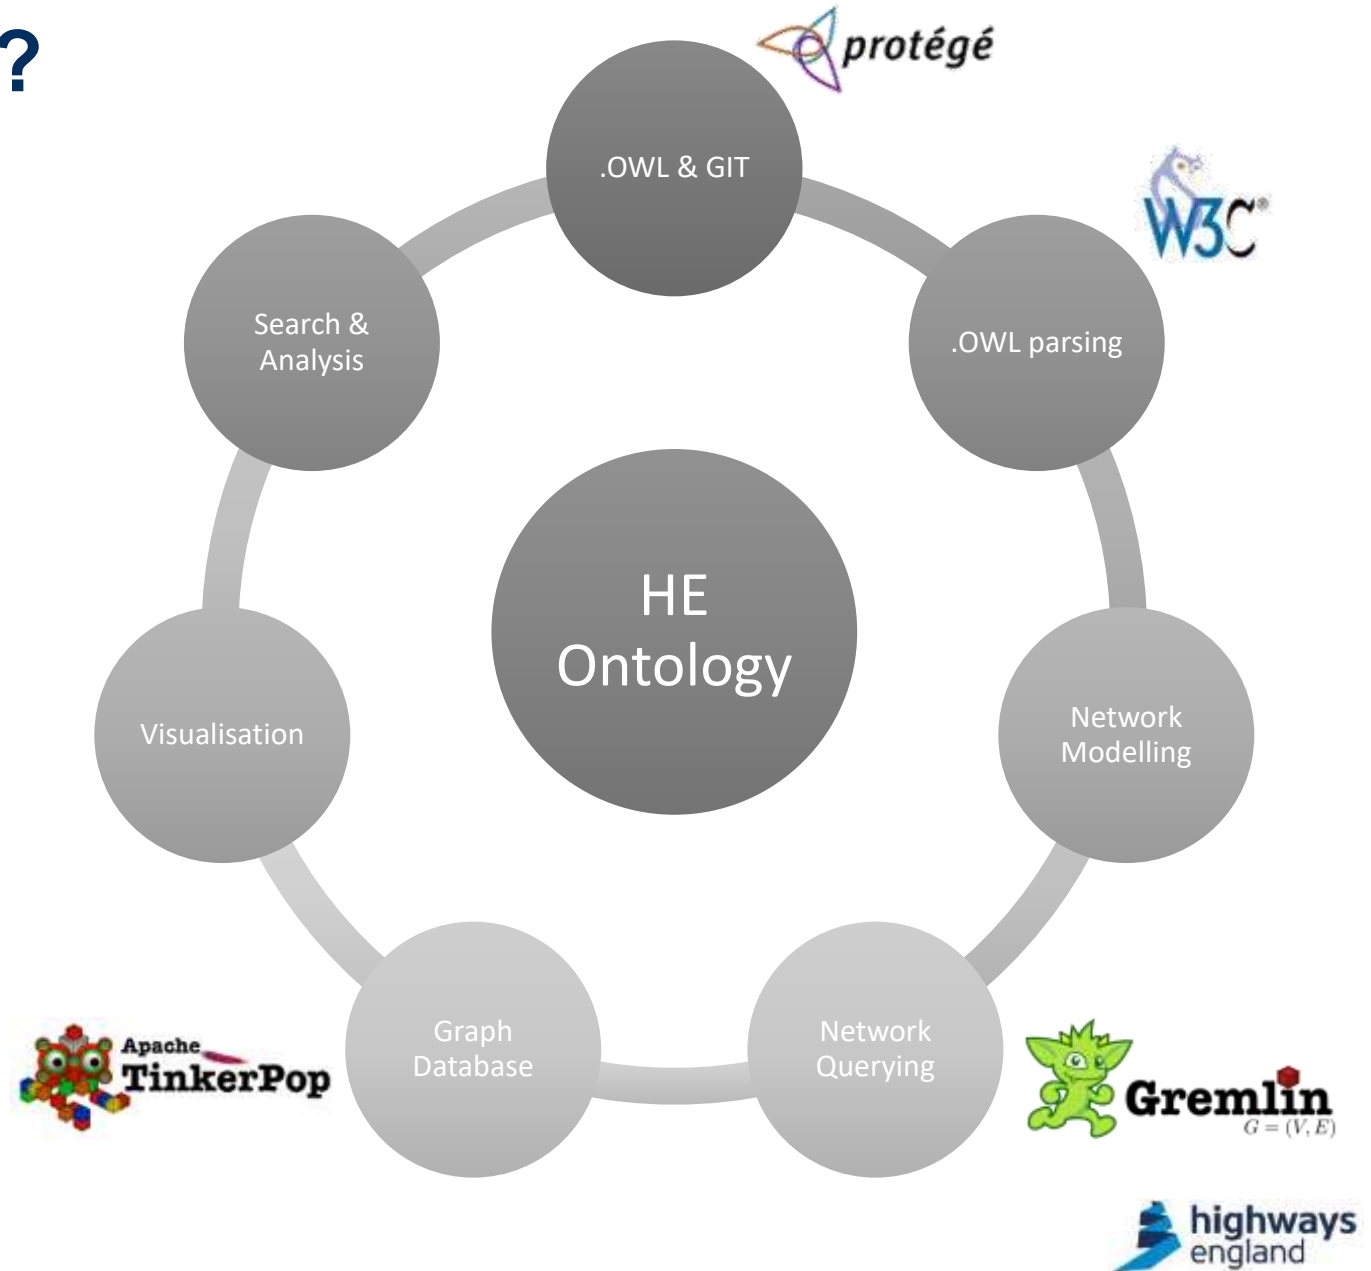 ?
protégé
.OWL & GIT
W3C®
.OWL parsing
Search &
Analysis
HE
Ontology
Network
Modelling
Visualisation
Network
Querying
Graph
Database
Apache
TinkerPop
Gremlin
G = (V, E)
highways
england